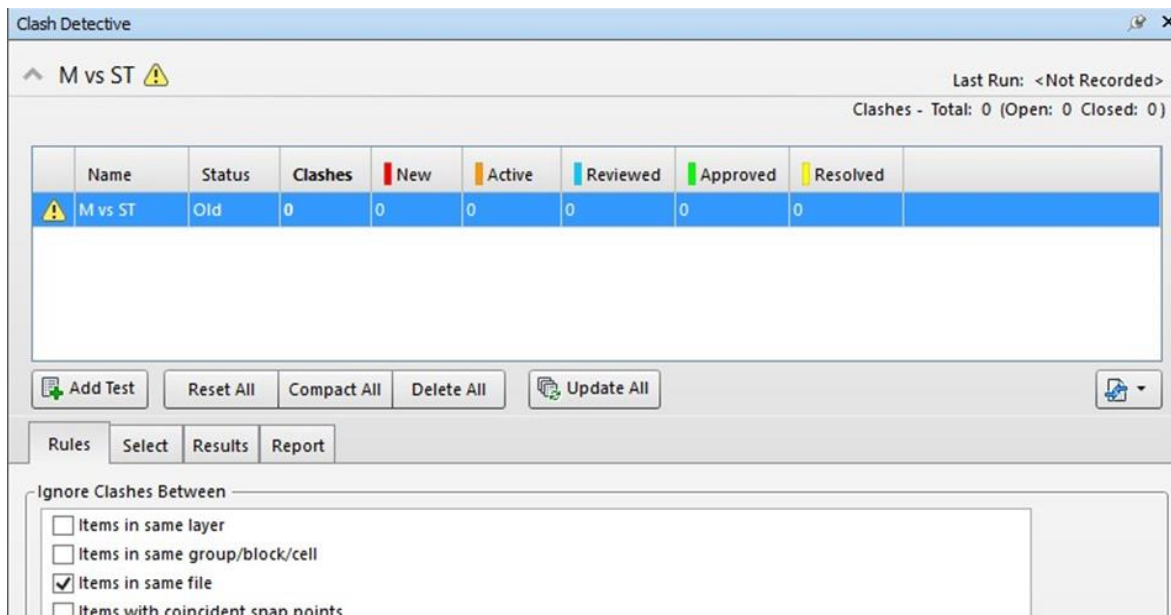 Clash Detective
M vs ST
Last Run: <Not Recorded>
Clashes - Total: 0 (Open: 0 Closed: 0)
Name Status Clashes New Active Reviewed Approved Resolved
M vs ST Old 0 0 0 0 0 0
Add Test Reset All Compact All Delete All Update All
Rules Select Results Report
Ignore Clashes Between
Items in same layer
Items in same group/block/cell
Items in same file
Items with coincident snap points